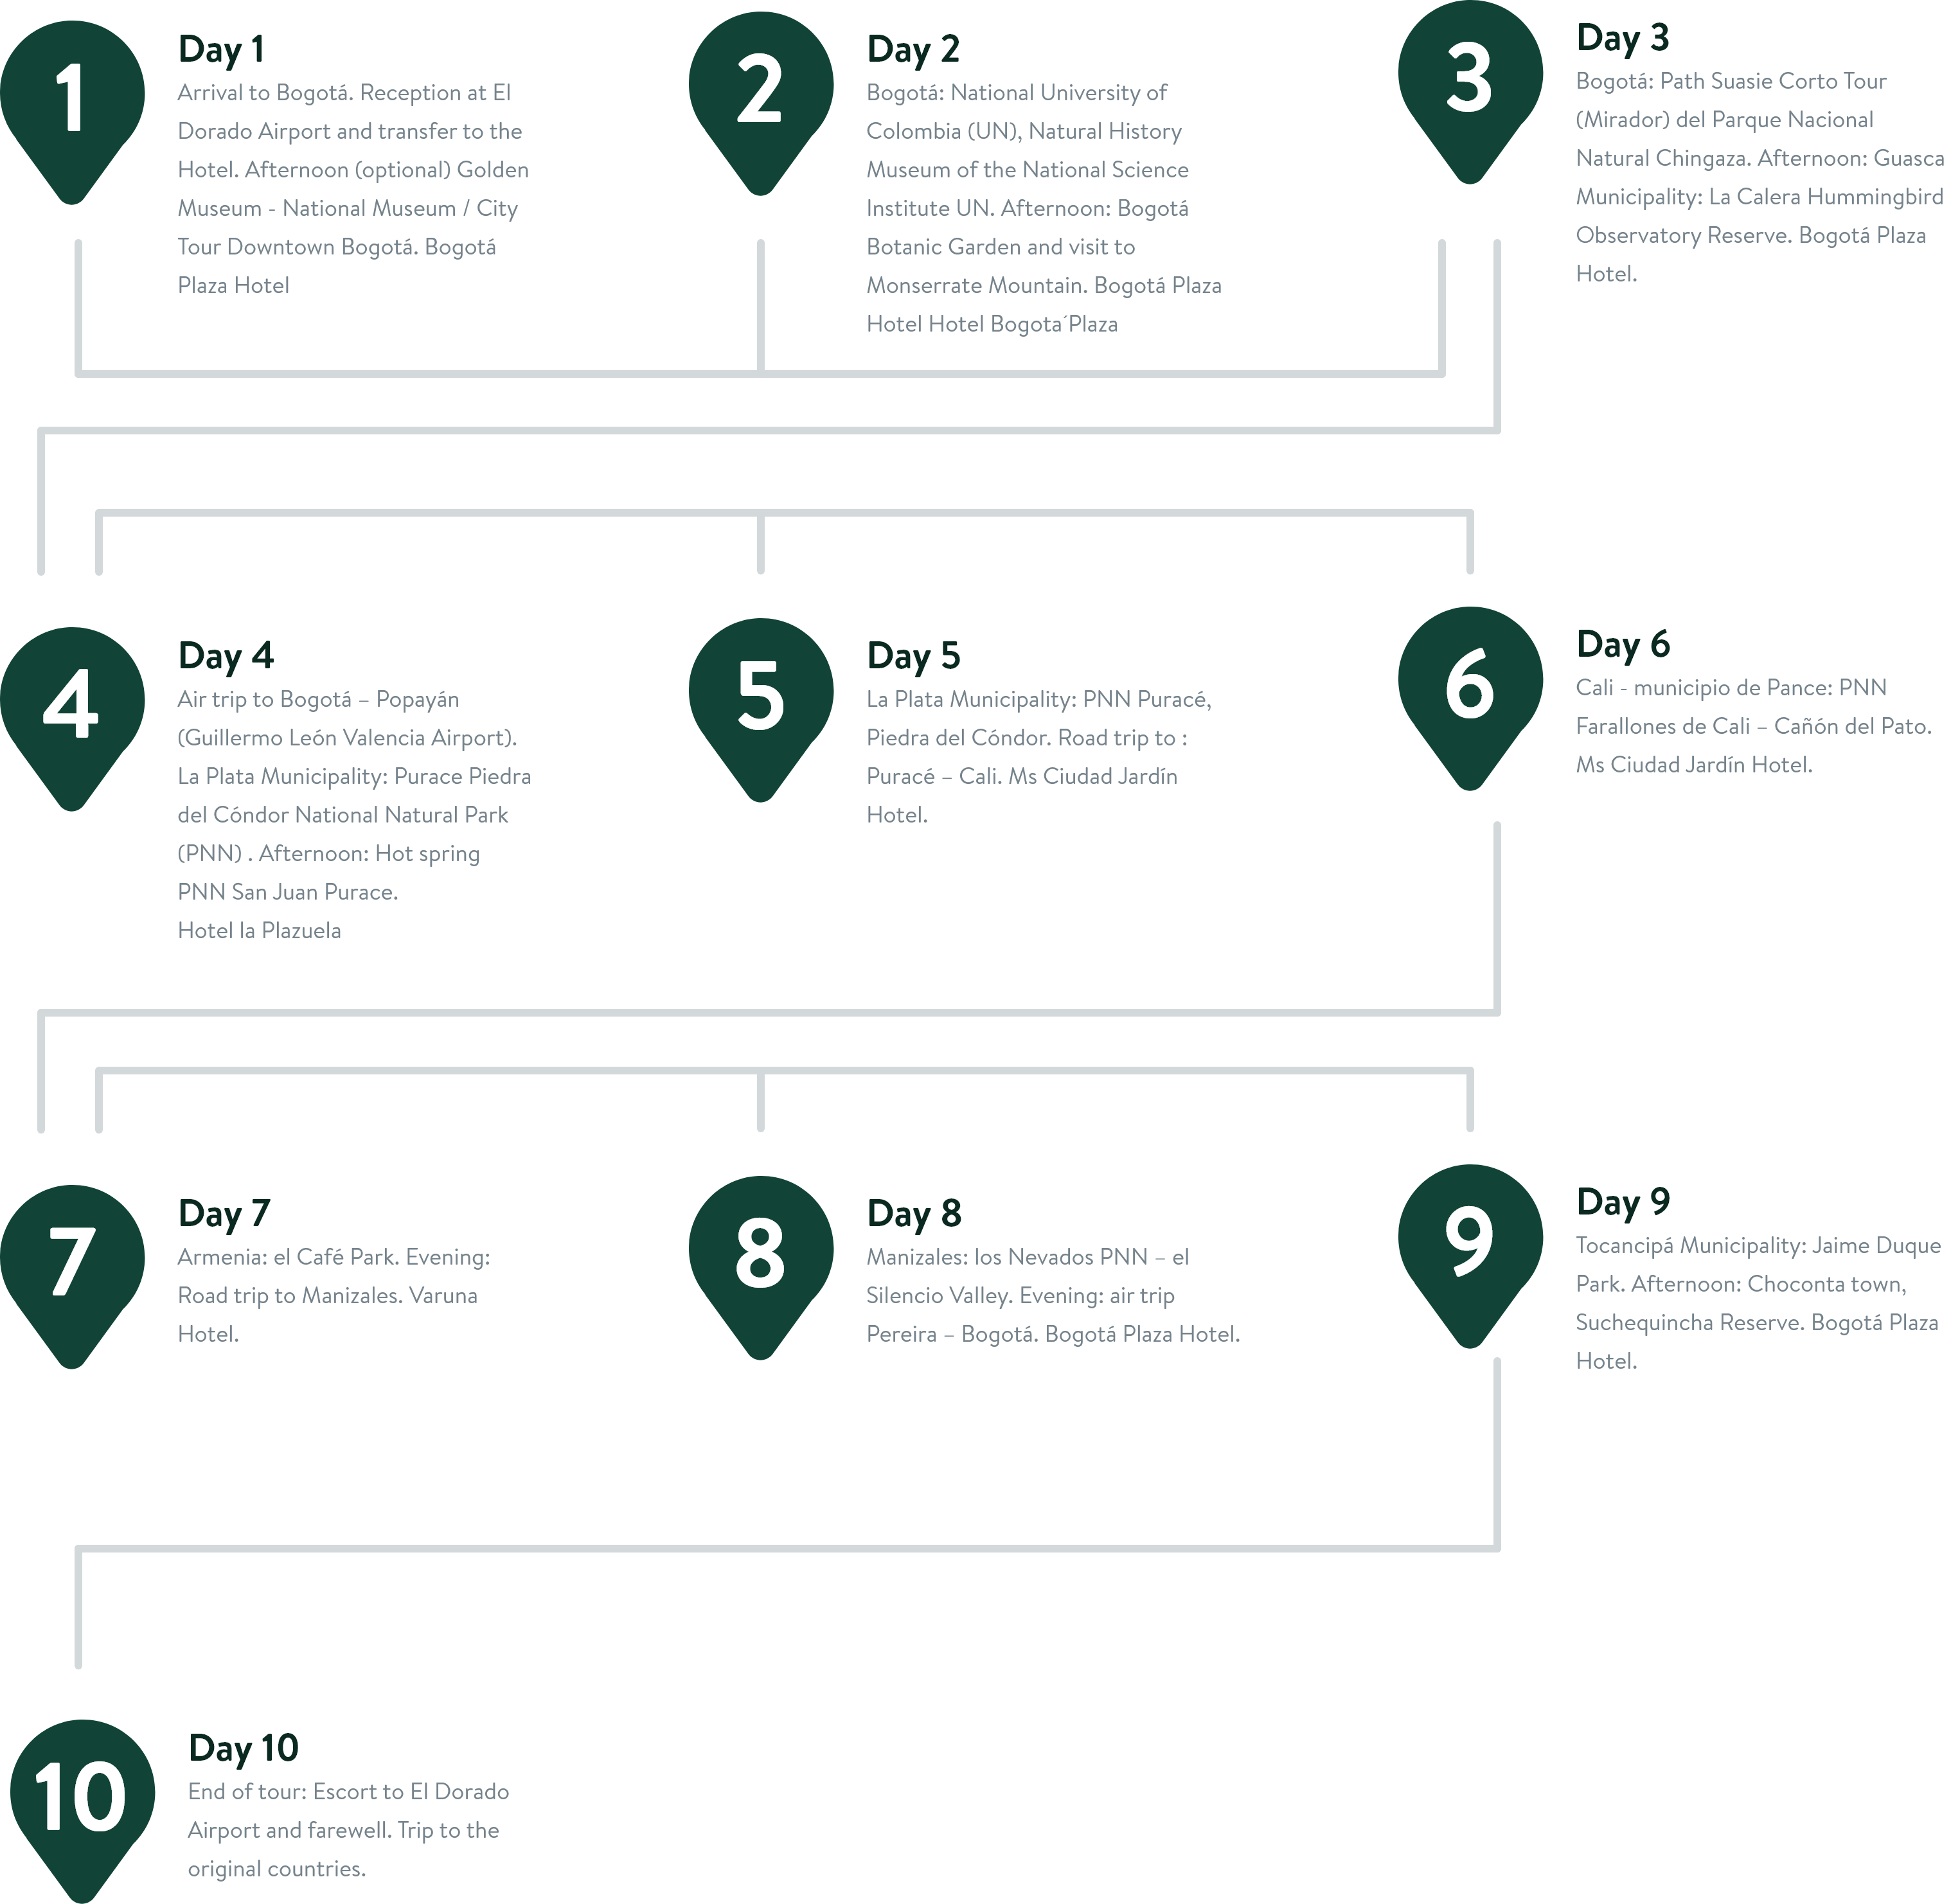 1
Day 1
Arrival to Bogotá. Reception at El
Dorado Airport and transfer to the
Hotel. Afternoon (optional) Golden
Museum - National Museum / City
Tour Downtown Bogotá. Bogotá
Plaza Hotel
2
Day 2
Bogotá: National University of
Colombia (UN), Natural History
Museum of the National Science
Institute UN. Afternoon: Bogotá
Botanic Garden and visit to
Monserrate Mountain. Bogotá Plaza
Hotel Hotel Bogota´Plaza
3
Day 3
Bogotá: Path Suasie Corto Tour
(Mirador) del Parque Nacional
Natural Chingaza. Afternoon: Guasca
Municipality: La Calera Hummingbird
Observatory Reserve. Bogotá Plaza
Hotel.
4
Day 4
Air trip to Bogotá – Popayán
(Guillermo León Valencia Airport).
La Plata Municipality: Purace Piedra
del Cóndor National Natural Park
(PNN) . Afternoon: Hot spring
PNN San Juan Purace.
Hotel la Plazuela
5
Day 5
La Plata Municipality: PNN Puracé,
Piedra del Cóndor. Road trip to :
Puracé – Cali. Ms Ciudad Jardín
Hotel.
6
Day 6
Cali - municipio de Pance: PNN
Farallones de Cali – Cañón del Pato.
Ms Ciudad Jardín Hotel.
7
Day 7
Armenia: el Café Park. Evening:
Road trip to Manizales. Varuna
Hotel.
8
Day 8
Manizales: los Nevados PNN – el
Silencio Valley. Evening: air trip
Pereira – Bogotá. Bogotá Plaza Hotel.
9
Day 9
Tocancipá Municipality: Jaime Duque
Park. Afternoon: Choconta town,
Suchequincha Reserve. Bogotá Plaza
Hotel.
10
Day 10
End of tour: Escort to El Dorado
Airport and farewell. Trip to the
original countries.